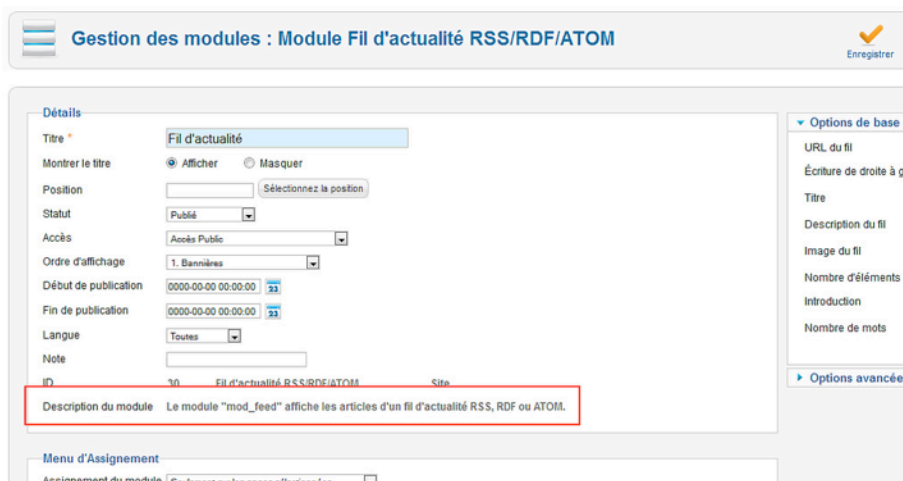 Gestion des modules : Module Fil d'actualité RSS/RDF/ATOM
Enregistrer
Détails
Titre *
Fil d'actualité
Montrer le titre
Afficher
Masquer
Position
Sélectionnez la position
Statut
Publié
Accès
Accès Public
Ordre d'affichage
1. Bannières
Début de publication
0000-00-00 00:00:00
23
Fin de publication
0000-00-00 00:00:00
23
Langue
Toutes
Note
ID
30
Fil d'actualité RSS/RDF/ATOM
Site
Description du module
Le module "mod_feed" affiche les articles d'un fil d'actualité RSS, RDF ou ATOM.
Menu d'Assignement
Assignement du module
Options de base
URL du fil
Écriture de droite à g
Titre
Description du fil
Image du fil
Nombre d'éléments
Introduction
Nombre de mots
Options avancée